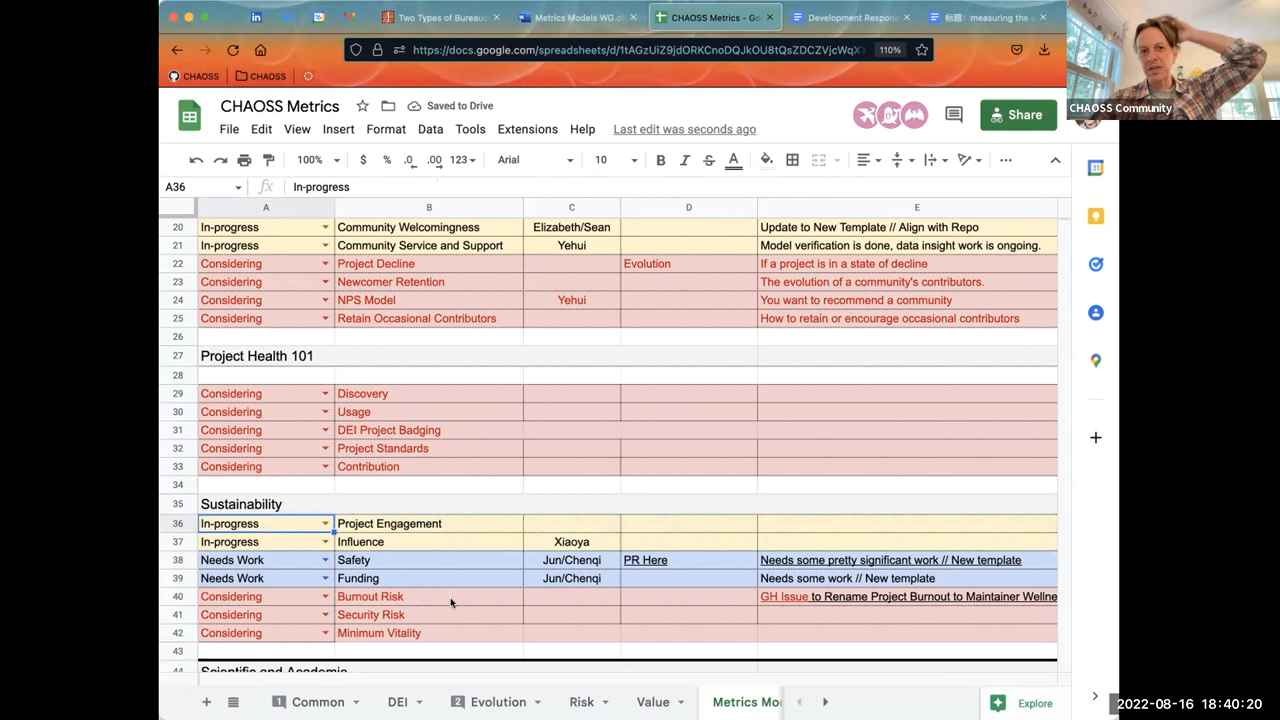 Two Types of Bureau
Metrics Models WG.d
CHAOSS Metrics - Go
Development Respon
标题：measuring the
https://docs.google.com/spreadsheets/d/1tAGzUiZ9jdORKCnoDQJkOU8tQsZDCZVjcWqX
110%
CHAOSS
CHAOSS
CHAOSS Community
CHAOSS Metrics
Saved to Drive
File Edit View Insert Format Data Tools Extensions Help Last edit was seconds ago
Share
100% $ % .0 .00 123 Arial 10 B I S A
A36 fx In-progress
A B C D E
20 In-progress Community Welcomingness Elizabeth/Sean Update to New Template // Align with Repo
21 In-progress Community Service and Support Yehui Model verification is done, data insight work is ongoing.
22 Considering Project Decline Evolution If a project is in a state of decline
23 Considering Newcomer Retention The evolution of a community's contributors.
24 Considering NPS Model Yehui You want to recommend a community
25 Considering Retain Occasional Contributors How to retain or encourage occasional contributors
26
27 Project Health 101
28
29 Considering Discovery
30 Considering Usage
31 Considering DEI Project Badging
32 Considering Project Standards
33 Considering Contribution
34
35 Sustainability
36 In-progress Project Engagement
37 In-progress Influence Xiaoya
38 Needs Work Safety Jun/Chenqi PR Here Needs some pretty significant work // New template
39 Needs Work Funding Jun/Chenqi Needs some work // New template
40 Considering Burnout Risk GH Issue to Rename Project Burnout to Maintainer Wellne
41 Considering Security Risk
42 Considering Minimum Vitality
43
44 Scientific and Academic
1 Common DEI 2 Evolution Risk Value Metrics Mo
Explore
2022-08-16 18:40:20